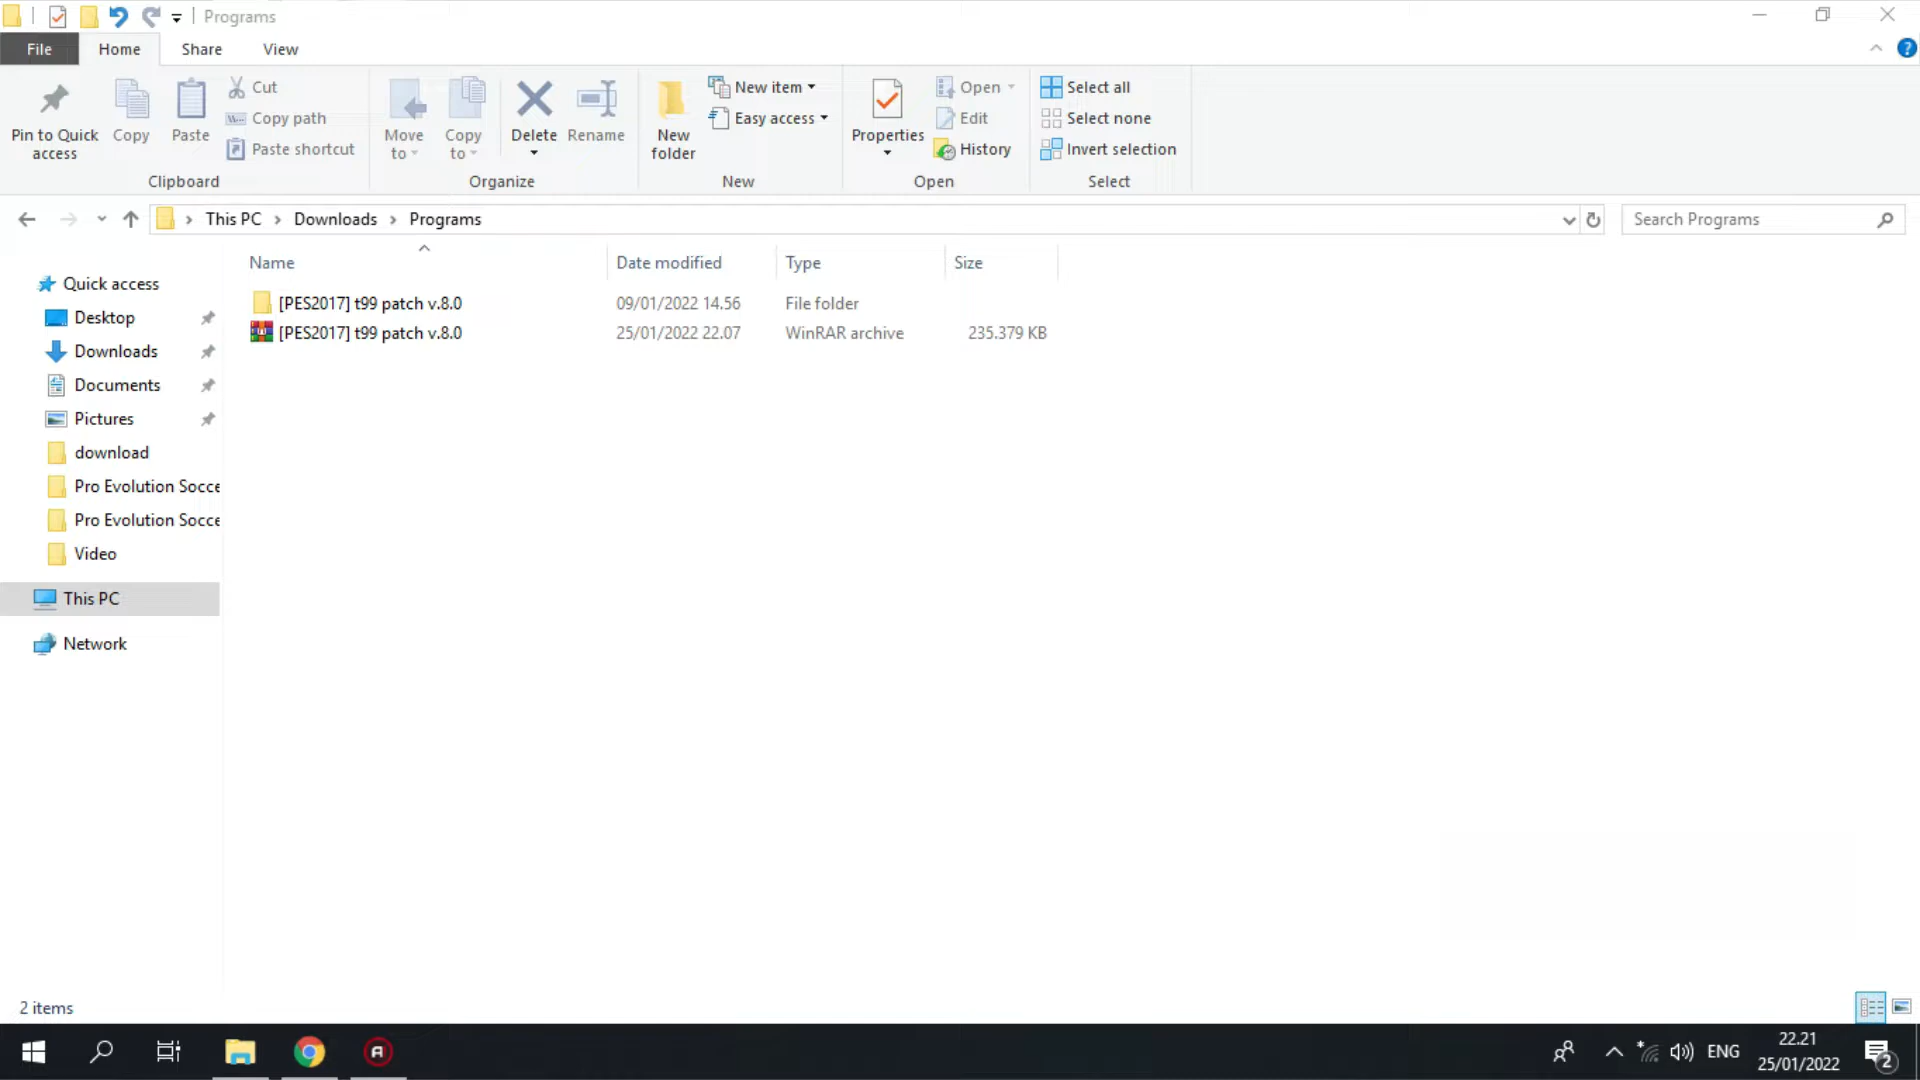 Programs
File Home Share View
Pin to Quick access
Copy
Paste
Cut
Copy path
Paste shortcut
Clipboard
Move to
Copy to
Delete
Rename
Organize
New folder
New item
Easy access
New
Properties
Open
Edit
History
Open
Select all
Select none
Invert selection
Select
This PC > Downloads > Programs
Search Programs
Name Date modified Type Size
[PES2017] t99 patch v.8.0 09/01/2022 14.56 File folder
[PES2017] t99 patch v.8.0 25/01/2022 22.07 WinRAR archive 235.379 KB
Quick access
Desktop
Downloads
Documents
Pictures
download
Pro Evolution Socce
Pro Evolution Socce
Video
This PC
Network
2 items
ENG
22.21
25/01/2022
2